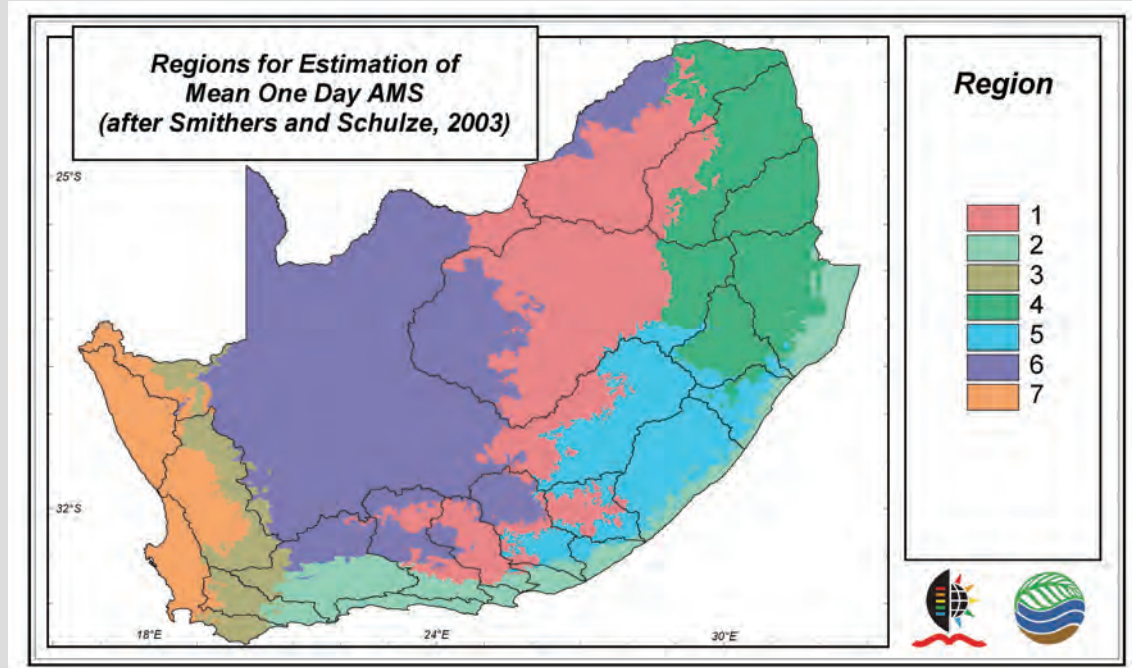 Regions for Estimation of
Mean One Day AMS
(after Smithers and Schulze, 2003)
Region
25°S
1
2
3
4
5
6
7
32°S
18°E
24°E
30°E